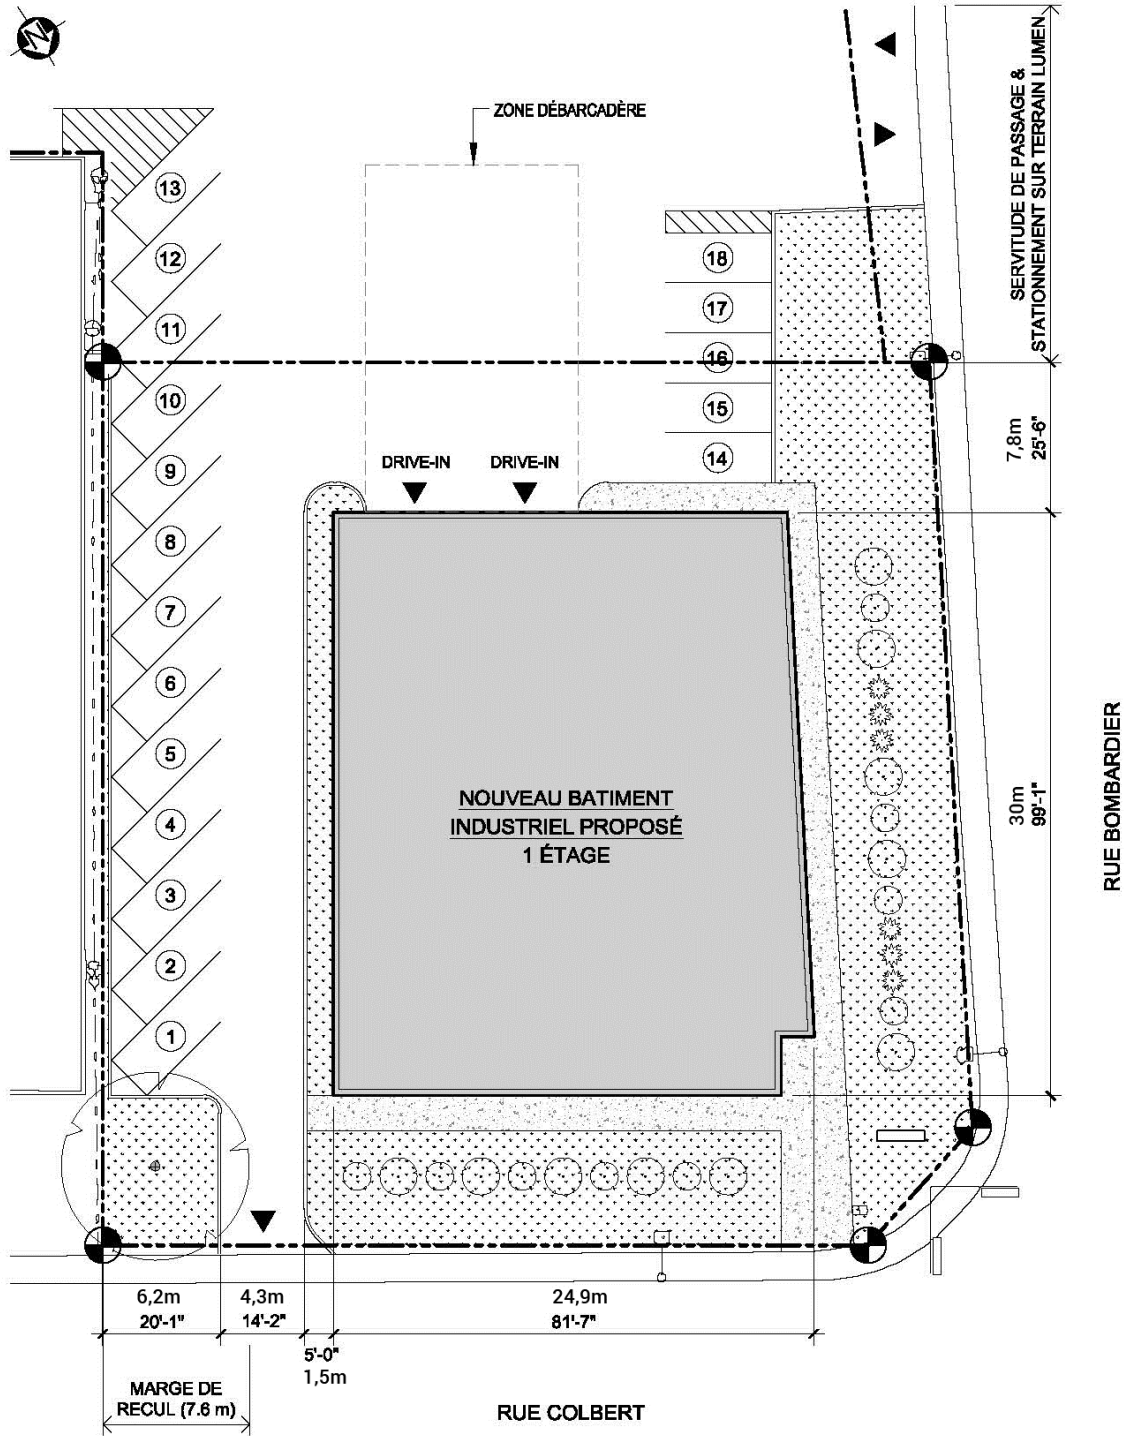 N
ZONE DÉBARCADÈRE
SERVITUDE DE PASSAGE &
STATIONNEMENT SUR TERRAIN LUMEN
13
12
11
10
9
8
7
6
5
4
3
2
1
18
17
16
15
14
DRIVE-IN
DRIVE-IN
7,8m
25'-6"
30m
99'-1"
RUE BOMBARDIER
NOUVEAU BATIMENT
INDUSTRIEL PROPOSÉ
1 ÉTAGE
6,2m
20'-1"
4,3m
14'-2"
24,9m
81'-7"
5'-0"
1,5m
MARGE DE
RECUL (7.6 m)
RUE COLBERT